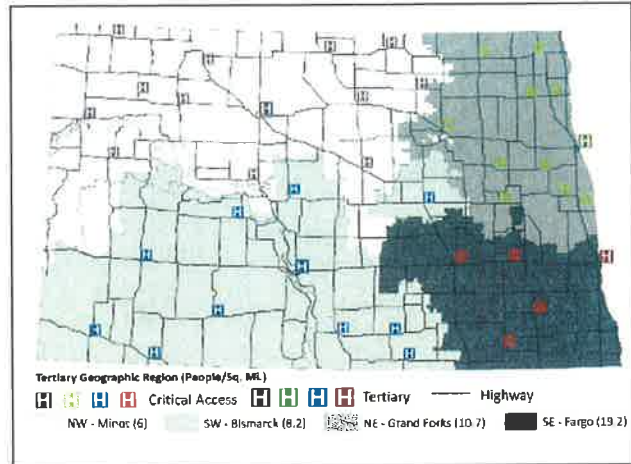 Tertiary Geographic Region (People/Sq. Mi.)
H H H H Critical Access H H H H Tertiary Highway
NW - Minot (6) SW - Bismarck (8.2) NE - Grand Forks (10.7) SE - Fargo (19.2)